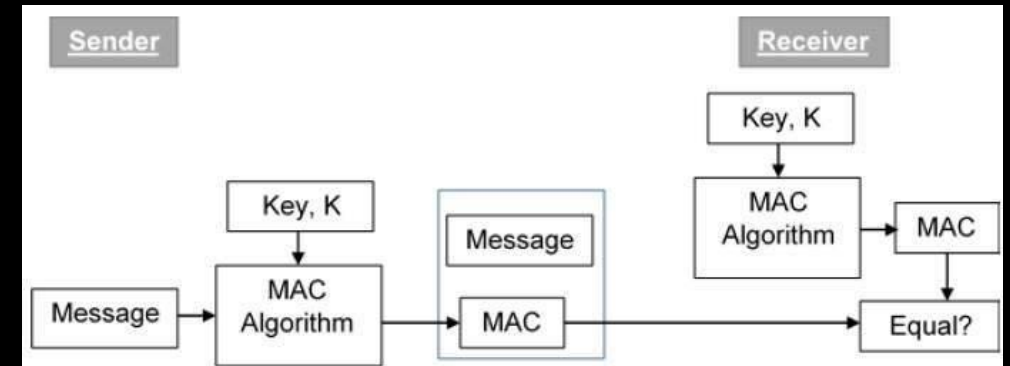 Sender
Receiver
Key, K
MAC
Algorithm
MAC
Key, K
Message
Message
MAC
Algorithm
MAC
Equal?